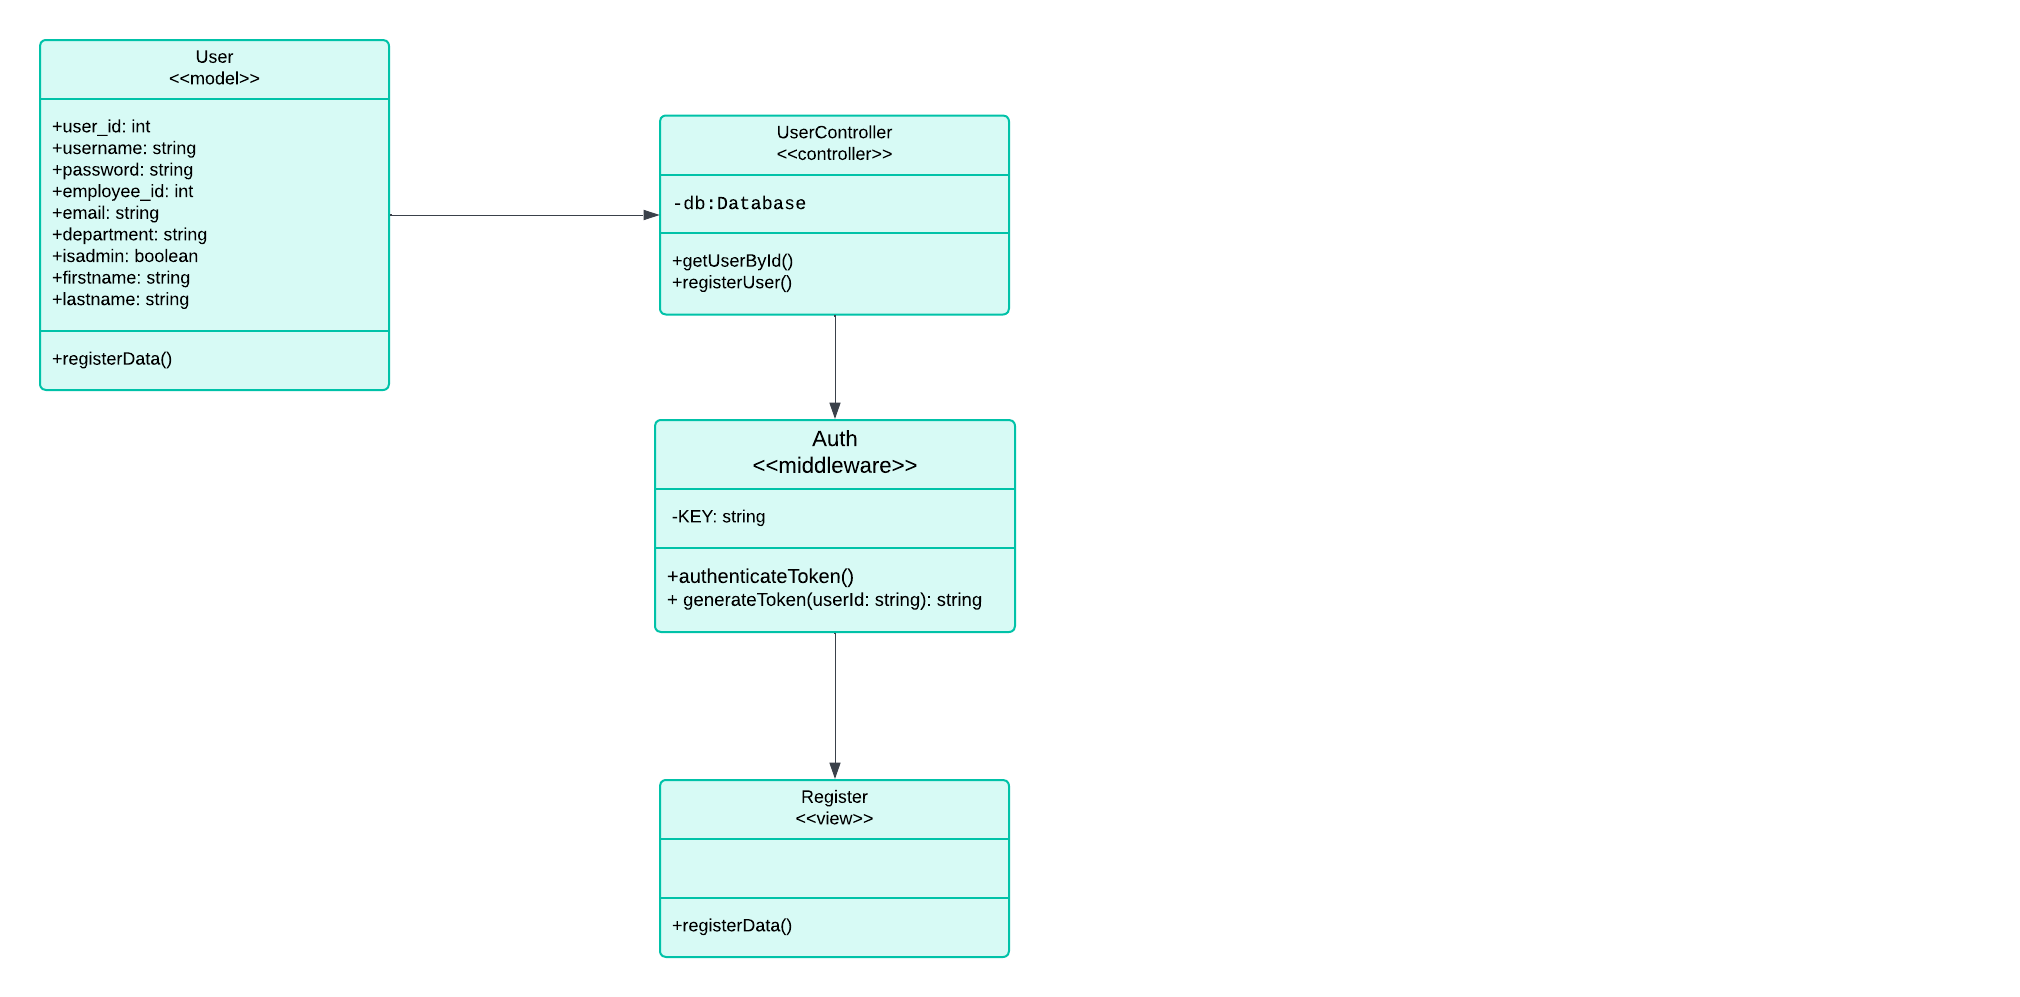 User
<<model>>
+user_id: int
+username: string
+password: string
+employee_id: int
+email: string
+department: string
+isadmin: boolean
+firstname: string
+lastname: string
+registerData()
UserController
<<controller>>
-db:Database
+getUserById()
+registerUser()
Auth
<<middleware>>
-KEY: string
+authenticateToken()
+ generateToken(userId: string): string
Register
<<view>>
+registerData()